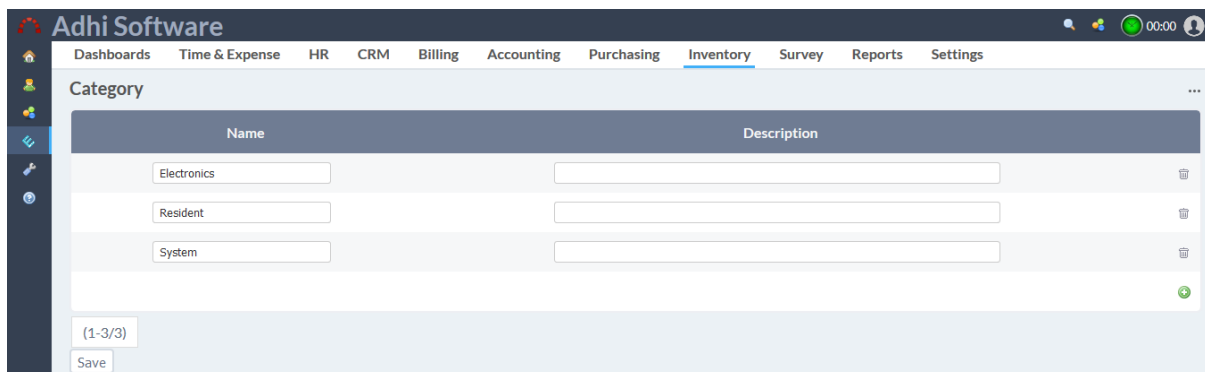 Adhi Software
00:00
Dashboards Time & Expense HR CRM Billing Accounting Purchasing Inventory Survey Reports Settings
Category
...
Name Description
Electronics
Resident
System
(1-3/3)
Save